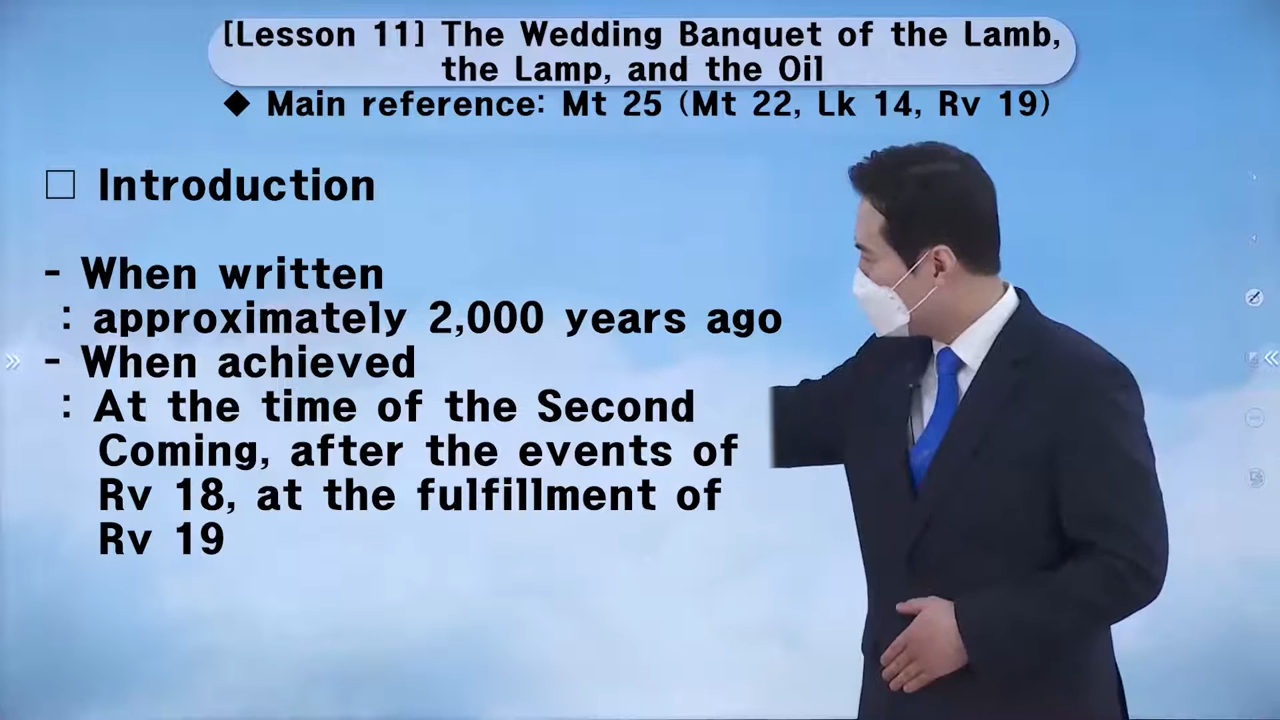 [Lesson 11] The Wedding Banquet of the Lamb,
the Lamp, and the Oil
◆ Main reference: Mt 25 (Mt 22, Lk 14, Rv 19)
□ Introduction
- When written
: approximately 2,000 years ago
- When achieved
: At the time of the Second
Coming, after the events of
Rv 18, at the fulfillment of
Rv 19